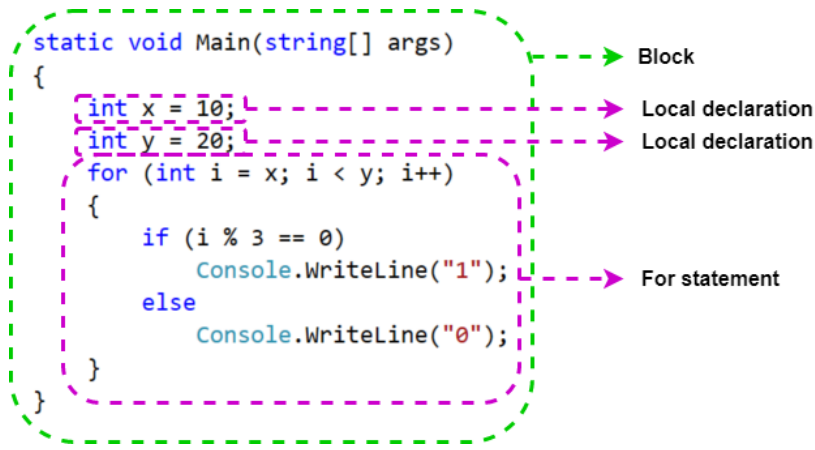 static void Main(string[] args)
Block
{
int x = 10;
Local declaration
int y = 20;
Local declaration
for (int i = x; i < y; i++)
{
if (i % 3 == 0)
Console.WriteLine("1");
For statement
else
Console.WriteLine("0");
}
}